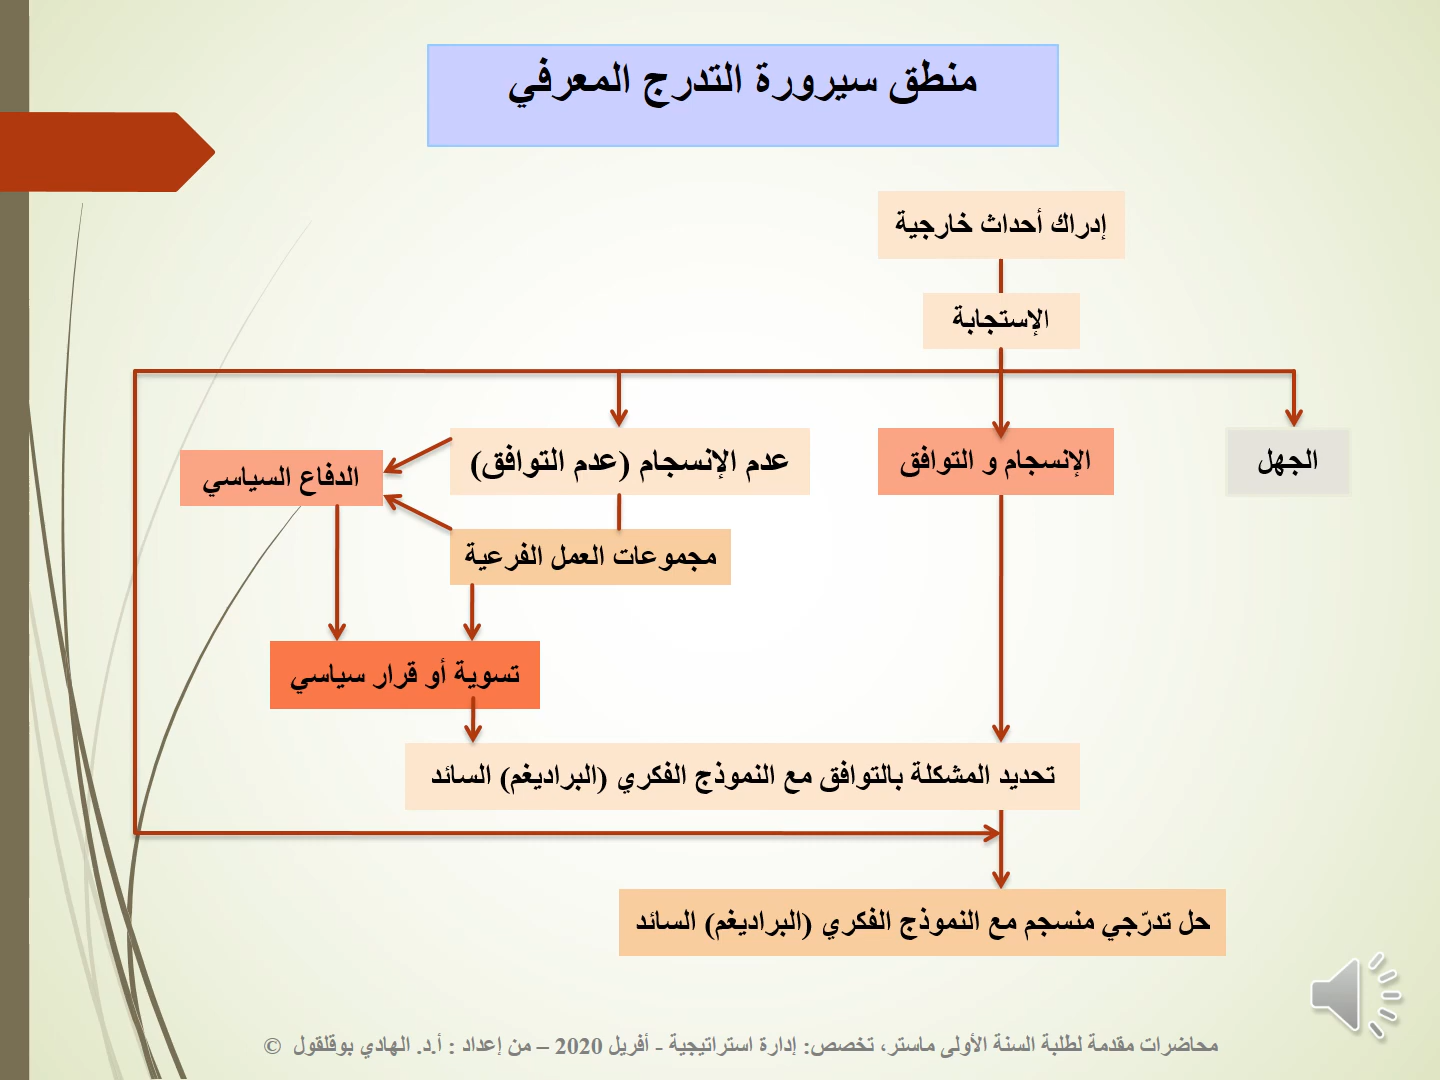 منطق سيرورة التدرج المعرفي
إدراك أحداث خارجية
الإستجابة
الجهل
الإنسجام و التوافق
عدم الإنسجام (عدم التوافق)
الدفاع السياسي
مجموعات العمل الفرعية
تسوية أو قرار سياسي
تحديد المشكلة بالتوافق مع النموذج الفكري (البراديغم) السائد
حل تدرّجي منسجم مع النموذج الفكري (البراديغم) السائد
محاضرات مقدمة لطلبة السنة الأولى ماستر، تخصص: إدارة استراتيجية - أفريل 2020 – من إعداد : أ.د. الهادي بوقلقول ©